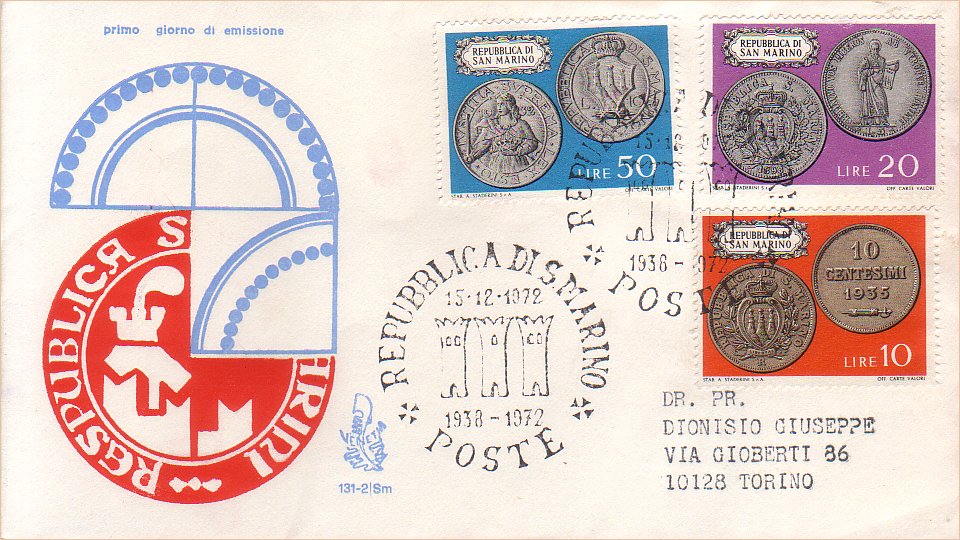 primo giorno di emissione
REPUBBLICA DI
SAN MARINO
LIRE 50
STAB. A. STADERINI S.P.A.
REPUBBLICA DI
SAN MARINO
LIRE 20
STAB. A. STADERINI S.P.A. OFF. CARTE VALORI
REPUBBLICA DI
SAN MARINO
10
CENTESIMI
1935
LIRE 10
STAB. A. STADERINI S.P.A. OFF. CARTE VALORI
RESPUBLICA S
ARINI
131-2|Sm
REPUBBLICA DI S. MARINO
15-12-1972
1938-1972
POSTE
1938-1972
POSTE
DR. PR.
DIONISIO GIUSEPPE
VIA GIOBERTI 86
10128 TORINO